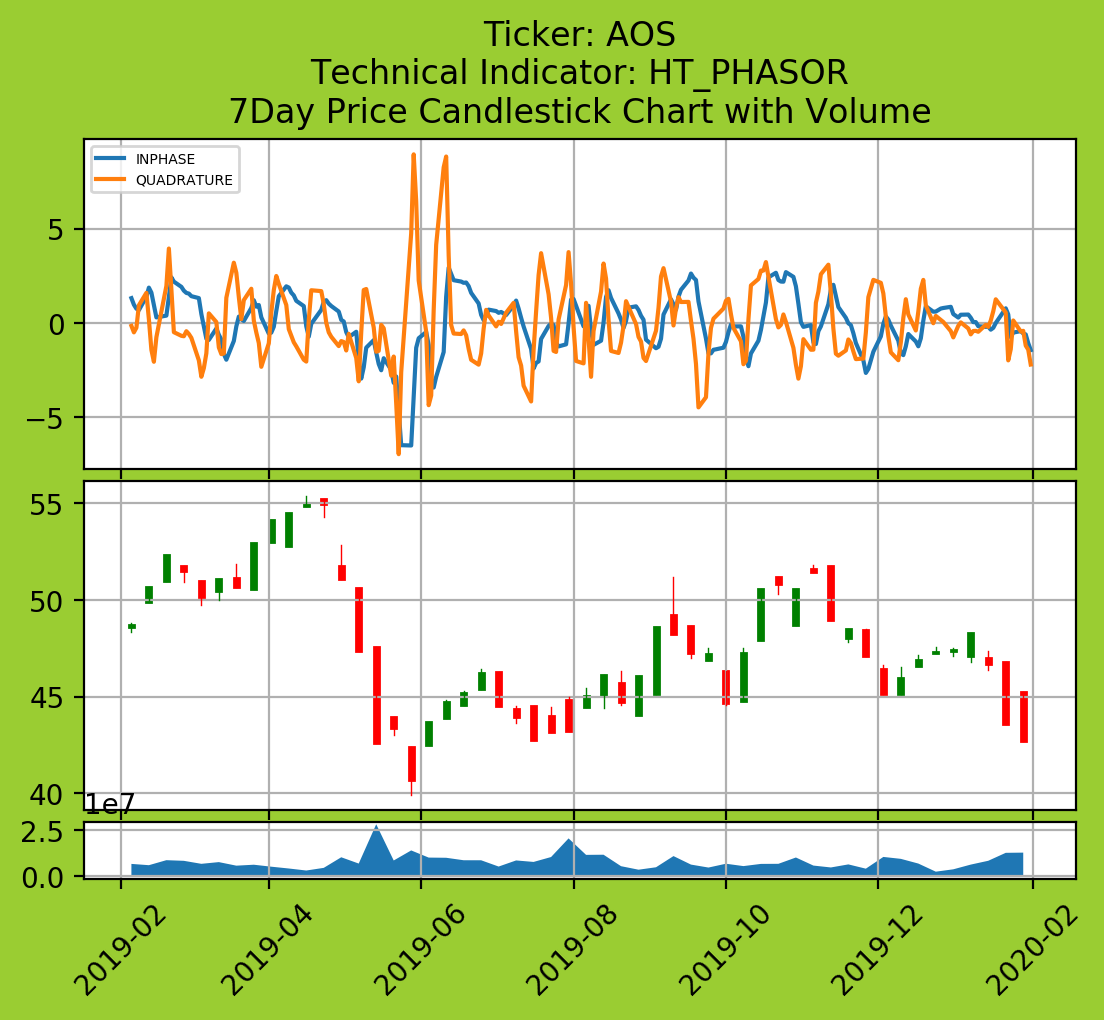 Ticker: AOS
Technical Indicator: HT_PHASOR
7Day Price Candlestick Chart with Volume
INPHASE
QUADRATURE
5
0
−5
55
50
45
40
1e7
2.5
0.0
2019-02
2019-04
2019-06
2019-08
2019-10
2019-12
2020-02